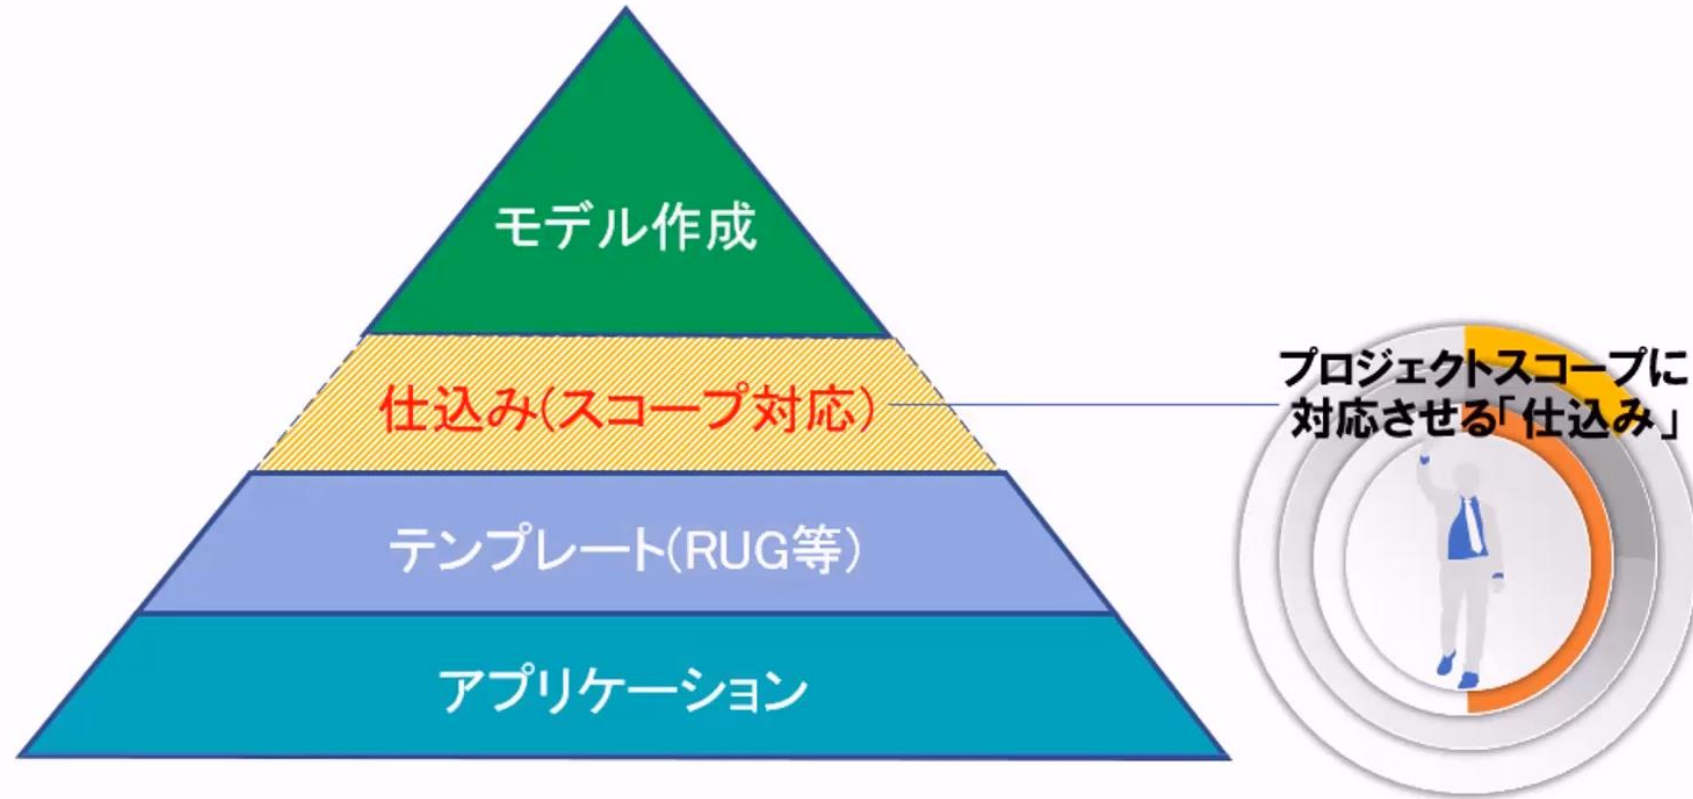 モデル作成
仕込み(スコープ対応)
プロジェクトスコープに
対応させる「仕込み」
テンプレート(RUG等)
アプリケーション